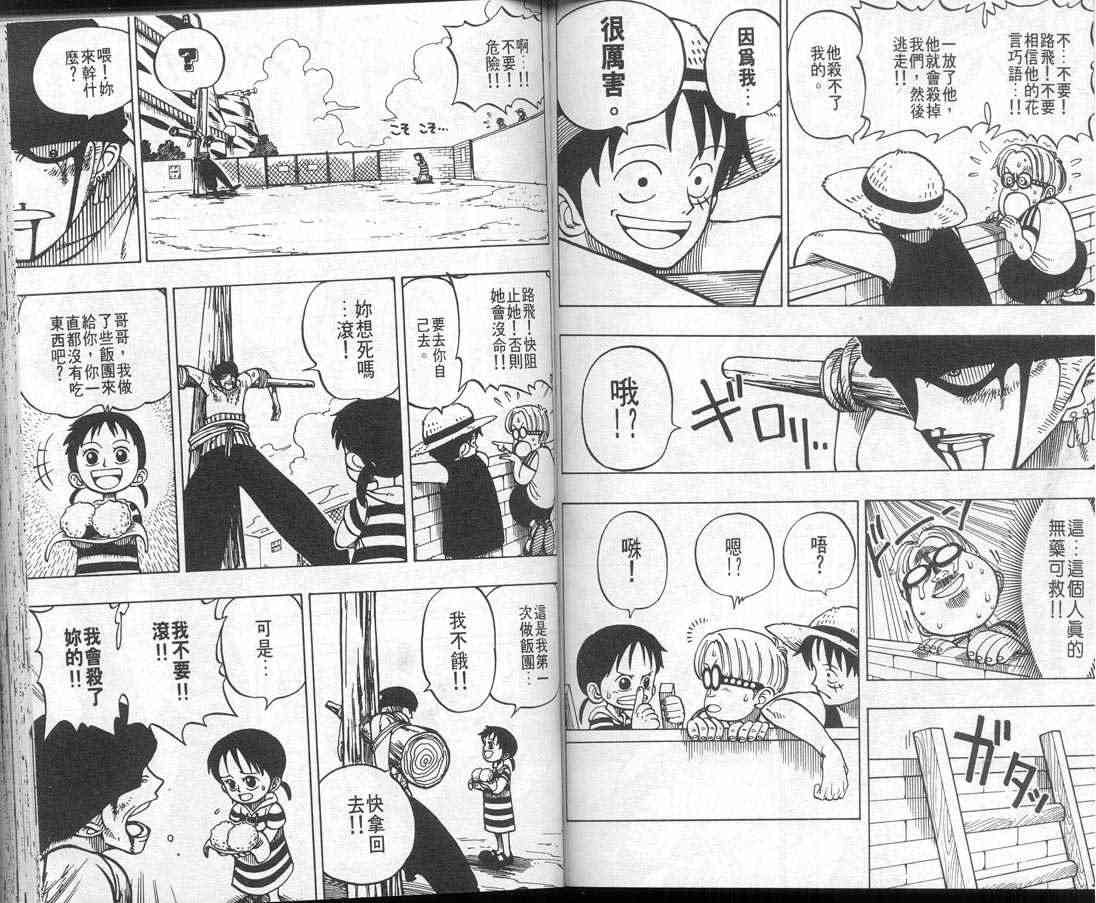 不…不要!
路飛!不要
相信他的花
言巧語…!!
一放了他,
他就會殺掉
我們,然後
逃走!!
他殺不了
我的。
因爲我…
很厲害。
哦!?
ギロ‥
這…這個人真的
無藥可救!!
ガタッ
唔?
嗯!?
啊…!!
不要!
危險!!
こそ こそ…
?
喂!妳
來幹什
麼?
路飛!快阻
止她!否則
她會沒命!!
要去你自
己去。
妳想死嗎
…滾!
哥哥,我做
了些飯團來
給你,你一
直都沒有吃
東西吧?
這是我第一
次做飯團…
我不餓!!
快拿回
去!!
可是…
我不要!!
滾!!
我會殺了
妳的!!